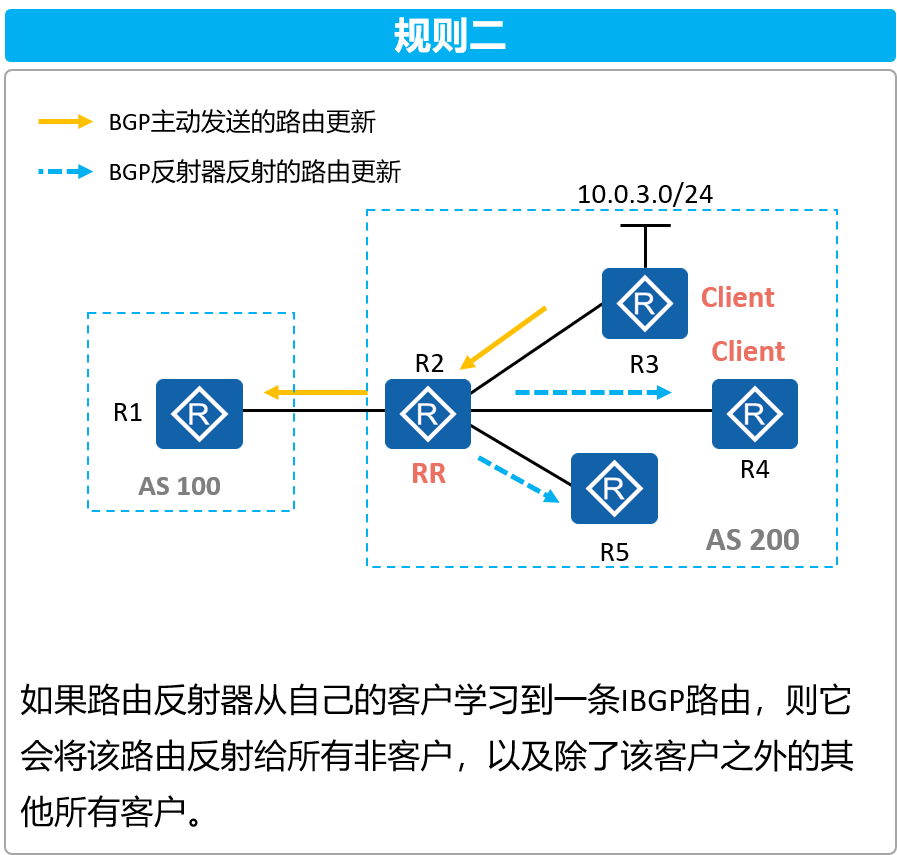 规则二
BGP主动发送的路由更新
BGP反射器反射的路由更新
10.0.3.0/24
Client
R
R3
Client
R2
R1
R
R
R
R4
RR
AS 100
R
R5
AS 200
如果路由反射器从自己的客户学习到一条IBGP路由，则它
会将该路由反射给所有非客户，以及除了该客户之外的其
他所有客户。